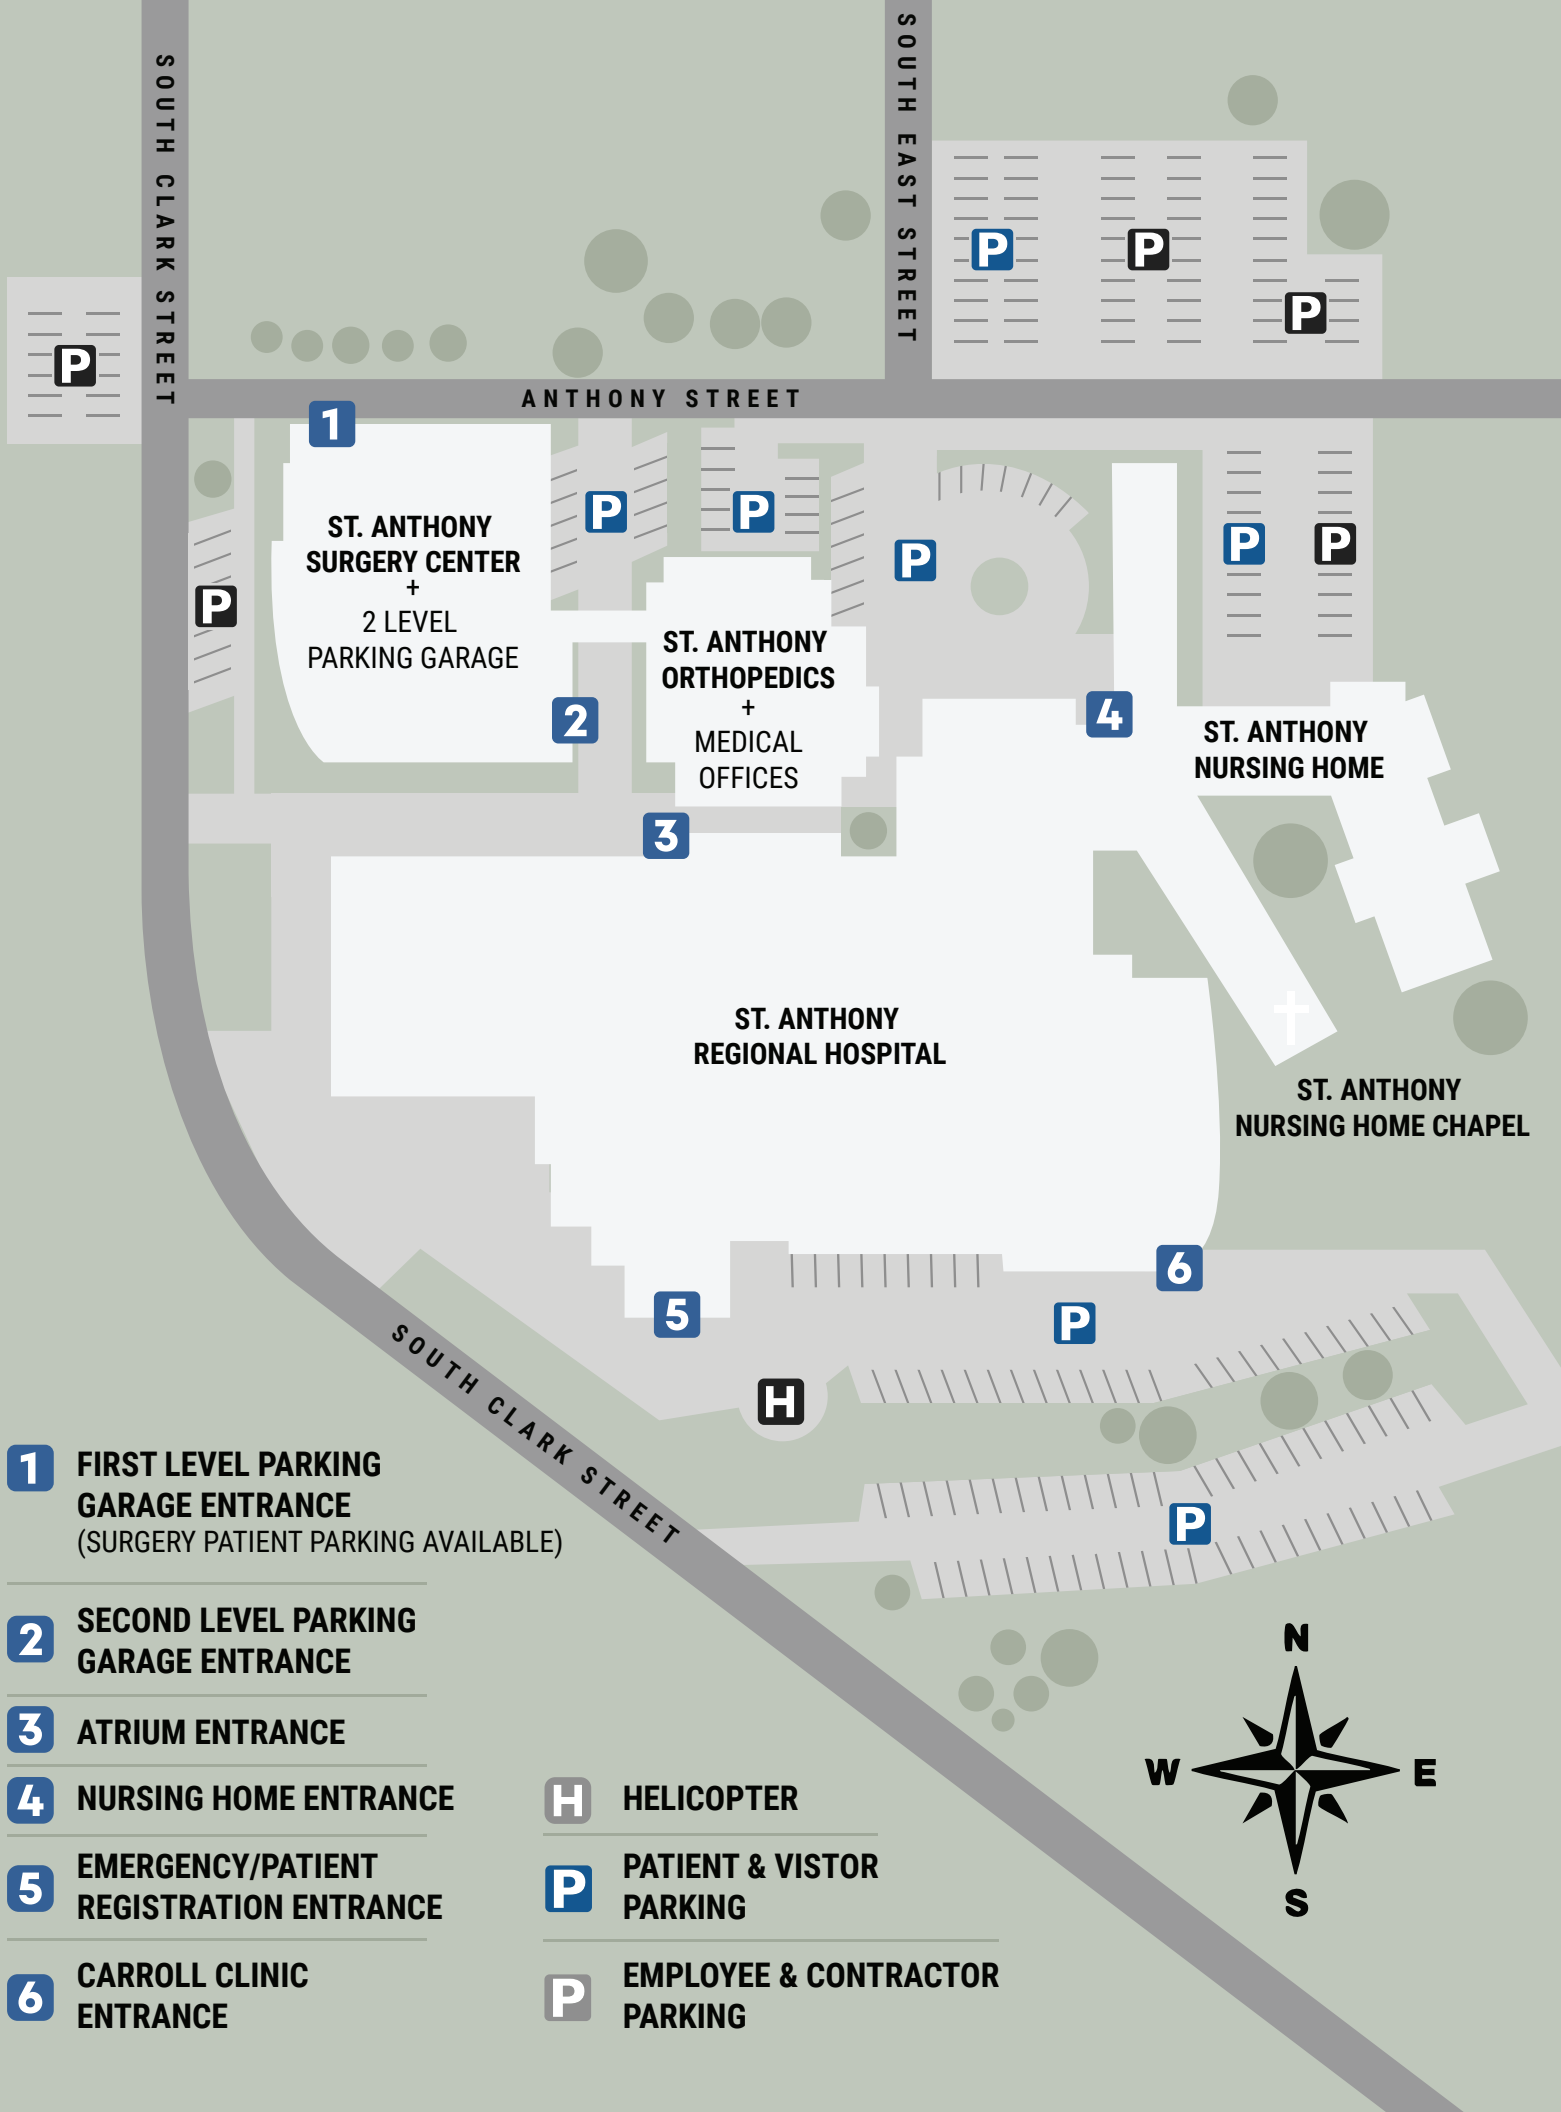 SOUTH CLARK STREET
SOUTH EAST STREET
P
P
P
P
ANTHONY STREET
1
ST. ANTHONY
SURGERY CENTER
+
2 LEVEL
PARKING GARAGE
P
P
P
P
P
P
ST. ANTHONY
ORTHOPEDICS
+
MEDICAL
OFFICES
2
3
4
ST. ANTHONY
NURSING HOME
ST. ANTHONY
REGIONAL HOSPITAL
ST. ANTHONY
NURSING HOME CHAPEL
5
6
P
H
P
SOUTH CLARK STREET
1
FIRST LEVEL PARKING
GARAGE ENTRANCE
(SURGERY PATIENT PARKING AVAILABLE)
2
SECOND LEVEL PARKING
GARAGE ENTRANCE
3
ATRIUM ENTRANCE
4
NURSING HOME ENTRANCE
5
EMERGENCY/PATIENT
REGISTRATION ENTRANCE
6
CARROLL CLINIC
ENTRANCE
H
HELICOPTER
P
PATIENT & VISTOR
PARKING
P
EMPLOYEE & CONTRACTOR
PARKING
N
W
E
S